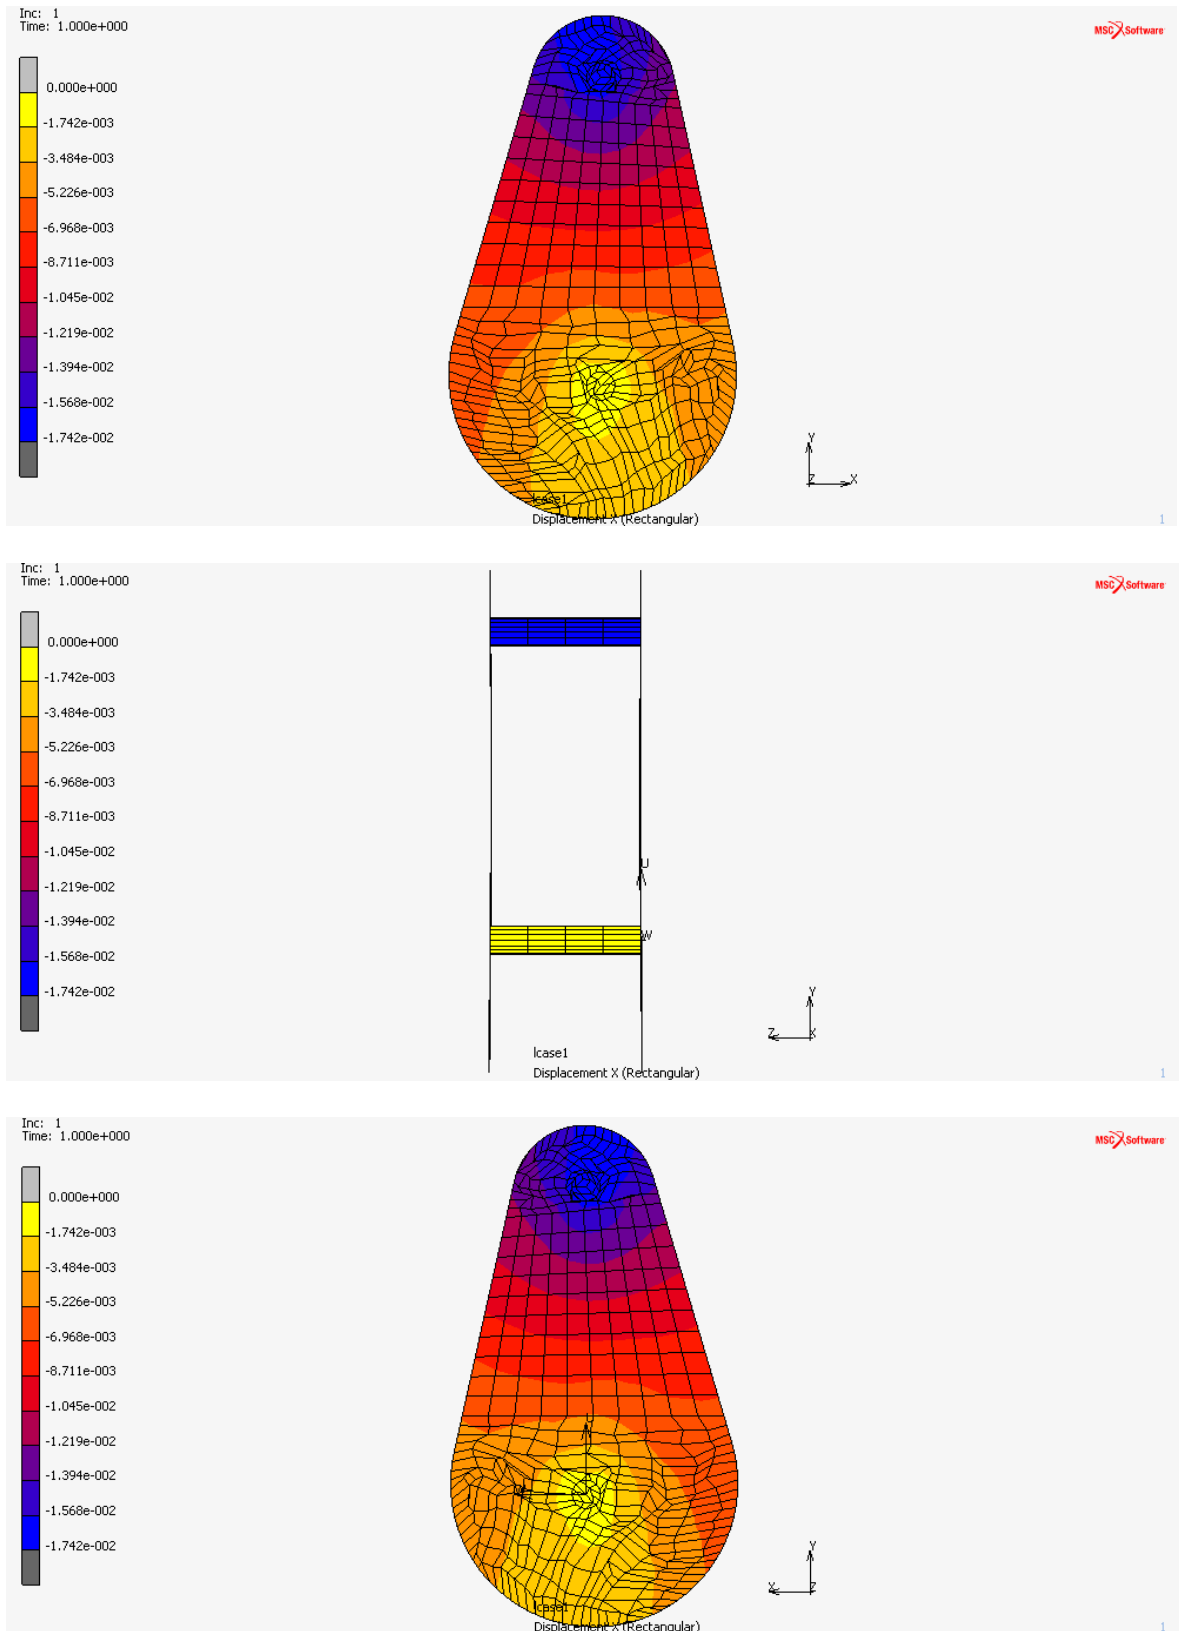 Inc: 1
Time: 1.000e+000
MSC Software
0.000e+000
-1.742e-003
-3.484e-003
-5.226e-003
-6.968e-003
-8.711e-003
-1.045e-002
-1.219e-002
-1.394e-002
-1.568e-002
-1.742e-002
Y
Z X
lcase1
Displacement X (Rectangular)
1
Inc: 1
Time: 1.000e+000
MSC Software
0.000e+000
-1.742e-003
-3.484e-003
-5.226e-003
-6.968e-003
-8.711e-003
-1.045e-002
-1.219e-002
-1.394e-002
-1.568e-002
-1.742e-002
U
W
Y
Z X
lcase1
Displacement X (Rectangular)
1
Inc: 1
Time: 1.000e+000
MSC Software
0.000e+000
-1.742e-003
-3.484e-003
-5.226e-003
-6.968e-003
-8.711e-003
-1.045e-002
-1.219e-002
-1.394e-002
-1.568e-002
-1.742e-002
Y
X Z
lcase1
Displacement X (Rectangular)
1